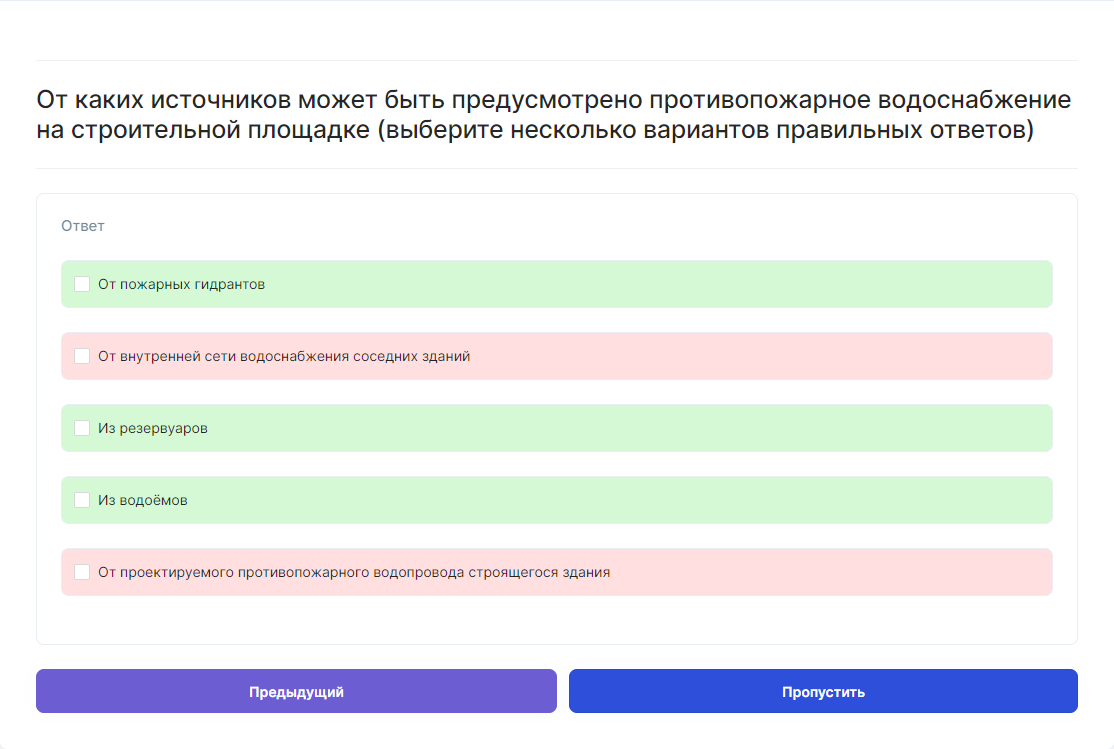 От каких источников может быть предусмотрено противопожарное водоснабжение
на строительной площадке (выберите несколько вариантов правильных ответов)
Ответ
От пожарных гидрантов
От внутренней сети водоснабжения соседних зданий
Из резервуаров
Из водоёмов
От проектируемого противопожарного водопровода строящегося здания
Предыдущий
Пропустить